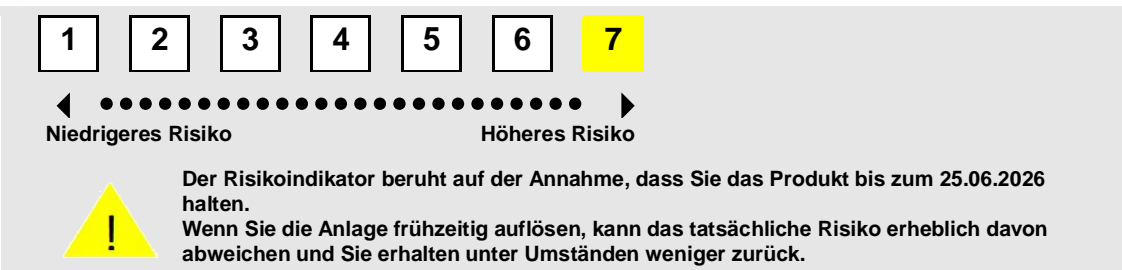 1 2 3 4 5 6 7
Niedrigeres Risiko Höheres Risiko
Der Risikoindikator beruht auf der Annahme, dass Sie das Produkt bis zum 25.06.2026
halten.
Wenn Sie die Anlage frühzeitig auflösen, kann das tatsächliche Risiko erheblich davon
abweichen und Sie erhalten unter Umständen weniger zurück.
!